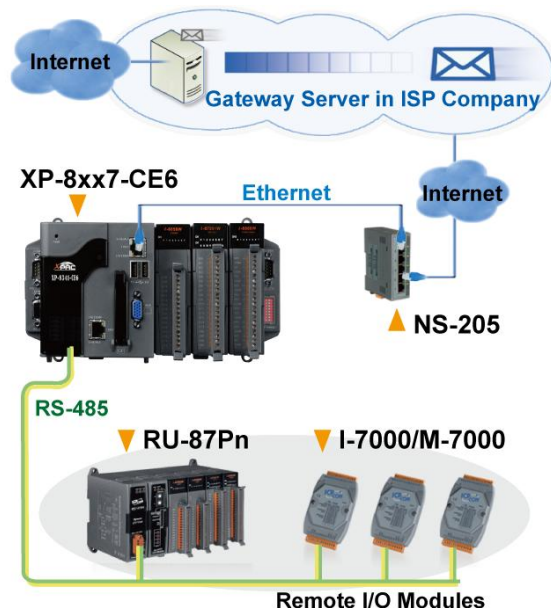 Internet
Gateway Server in ISP Company
XP-8xx7-CE6
Ethernet
Internet
NS-205
RS-485
RU-87Pn
I-7000/M-7000
Remote I/O Modules